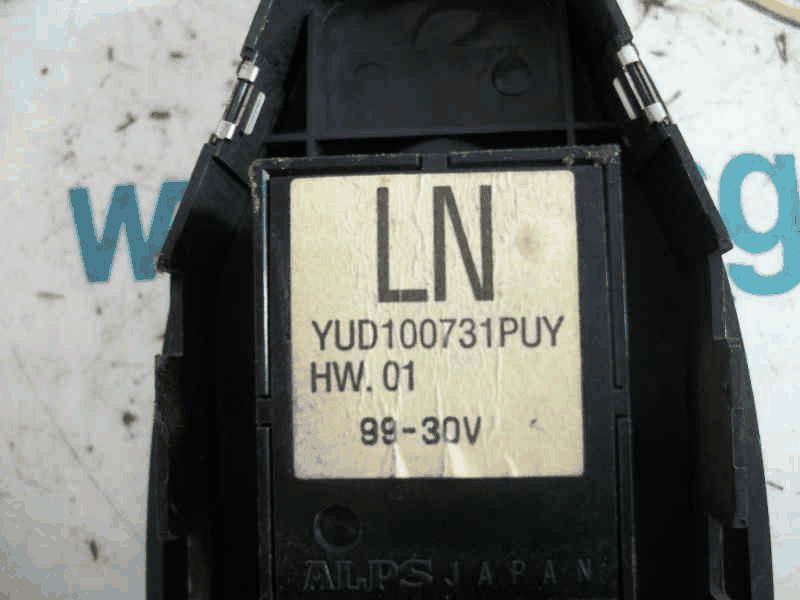 LN
YUD100731PUY
HW. 01
99-30V
ALPS JAPAN